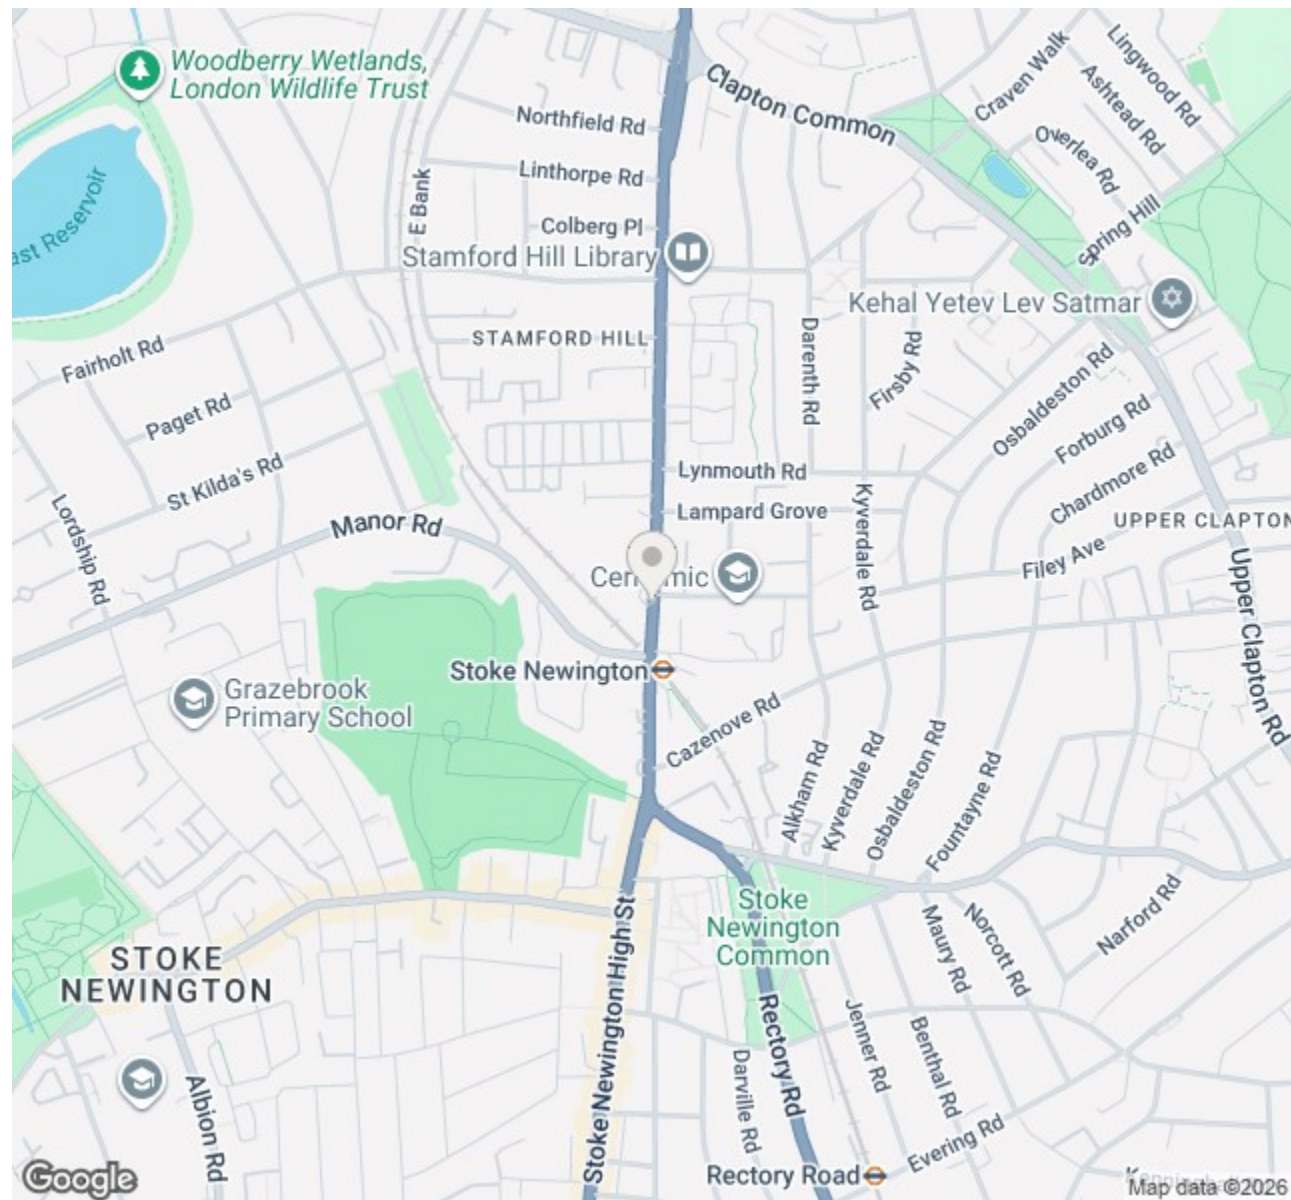 Woodberry Wetlands,
London Wildlife Trust
Clapton Common
Craven Walk
Lingwood Rd
Ashtead Rd
Overlea Rd
Spring Hill
Northfield Rd
Linthorpe Rd
E Bank
Colberg Pl
Stamford Hill Library
Reservoir
Kehal Yetev Lev Satmar
STAMFORD HILL
Darenth Rd
Firsby Rd
Fairholt Rd
Paget Rd
Osbaldeston Rd
Forburg Rd
Chardmore Rd
St Kilda's Rd
Lynmouth Rd
Lampard Grove
Kyverdale Rd
UPPER CLAPTON
Lordship Rd
Manor Rd
Filey Ave
Upper Clapton Rd
Stoke Newington
Grazebrook
Primary School
Cazenove Rd
Alkham Rd
Kyverdale Rd
Osbaldeston Rd
Fountayne Rd
Stoke
Newington
Common
Maury Rd
Norcott Rd
Narford Rd
STOKE
NEWINGTON
Stoke Newington High St
Rectory Rd
Jenner Rd
Benthal Rd
Darville Rd
Albion Rd
Evering Rd
Rectory Road
Google
Map data ©2026